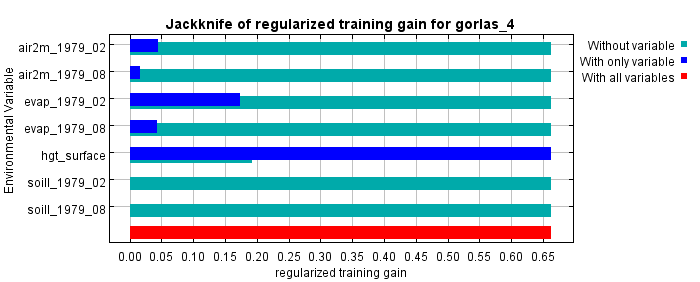 Jackknife of regularized training gain for gorlas_4
Environmental Variable
air2m_1979_02
air2m_1979_08
evap_1979_02
evap_1979_08
hgt_surface
soill_1979_02
soill_1979_08
0.00 0.05 0.10 0.15 0.20 0.25 0.30 0.35 0.40 0.45 0.50 0.55 0.60 0.65
regularized training gain
Without variable
With only variable
With all variables